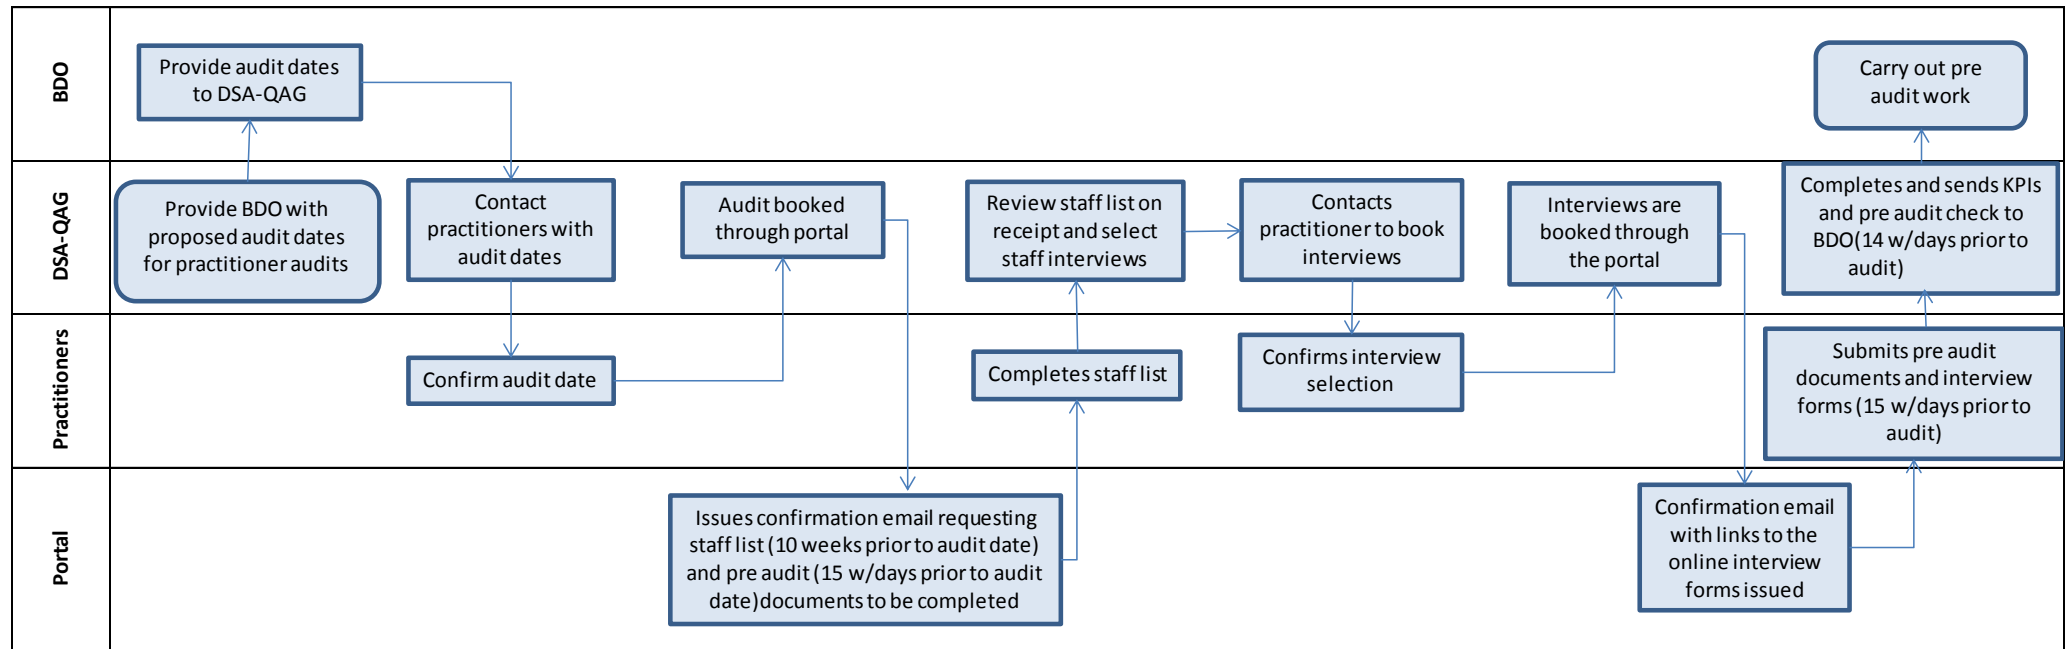 BDO
Provide audit dates
to DSA-QAG
Carry out pre
audit work
DSA-QAG
Provide BDO with
proposed audit dates
for practitioner audits
Contact
practitioners with
audit dates
Audit booked
through portal
Review staff list on
receipt and select
staff interviews
Contacts
practitioner to book
interviews
Interviews are
booked through
the portal
Completes and sends KPIs
and pre audit check to
BDO(14 w/days prior to
audit)
Practitioners
Confirm audit date
Completes staff list
Confirms interview
selection
Submits pre audit
documents and interview
forms (15 w/days prior to
audit)
Portal
Issues confirmation email requesting
staff list (10 weeks prior to audit date)
and pre audit (15 w/days prior to audit
date)documents to be completed
Confirmation email
with links to the
online interview
forms issued